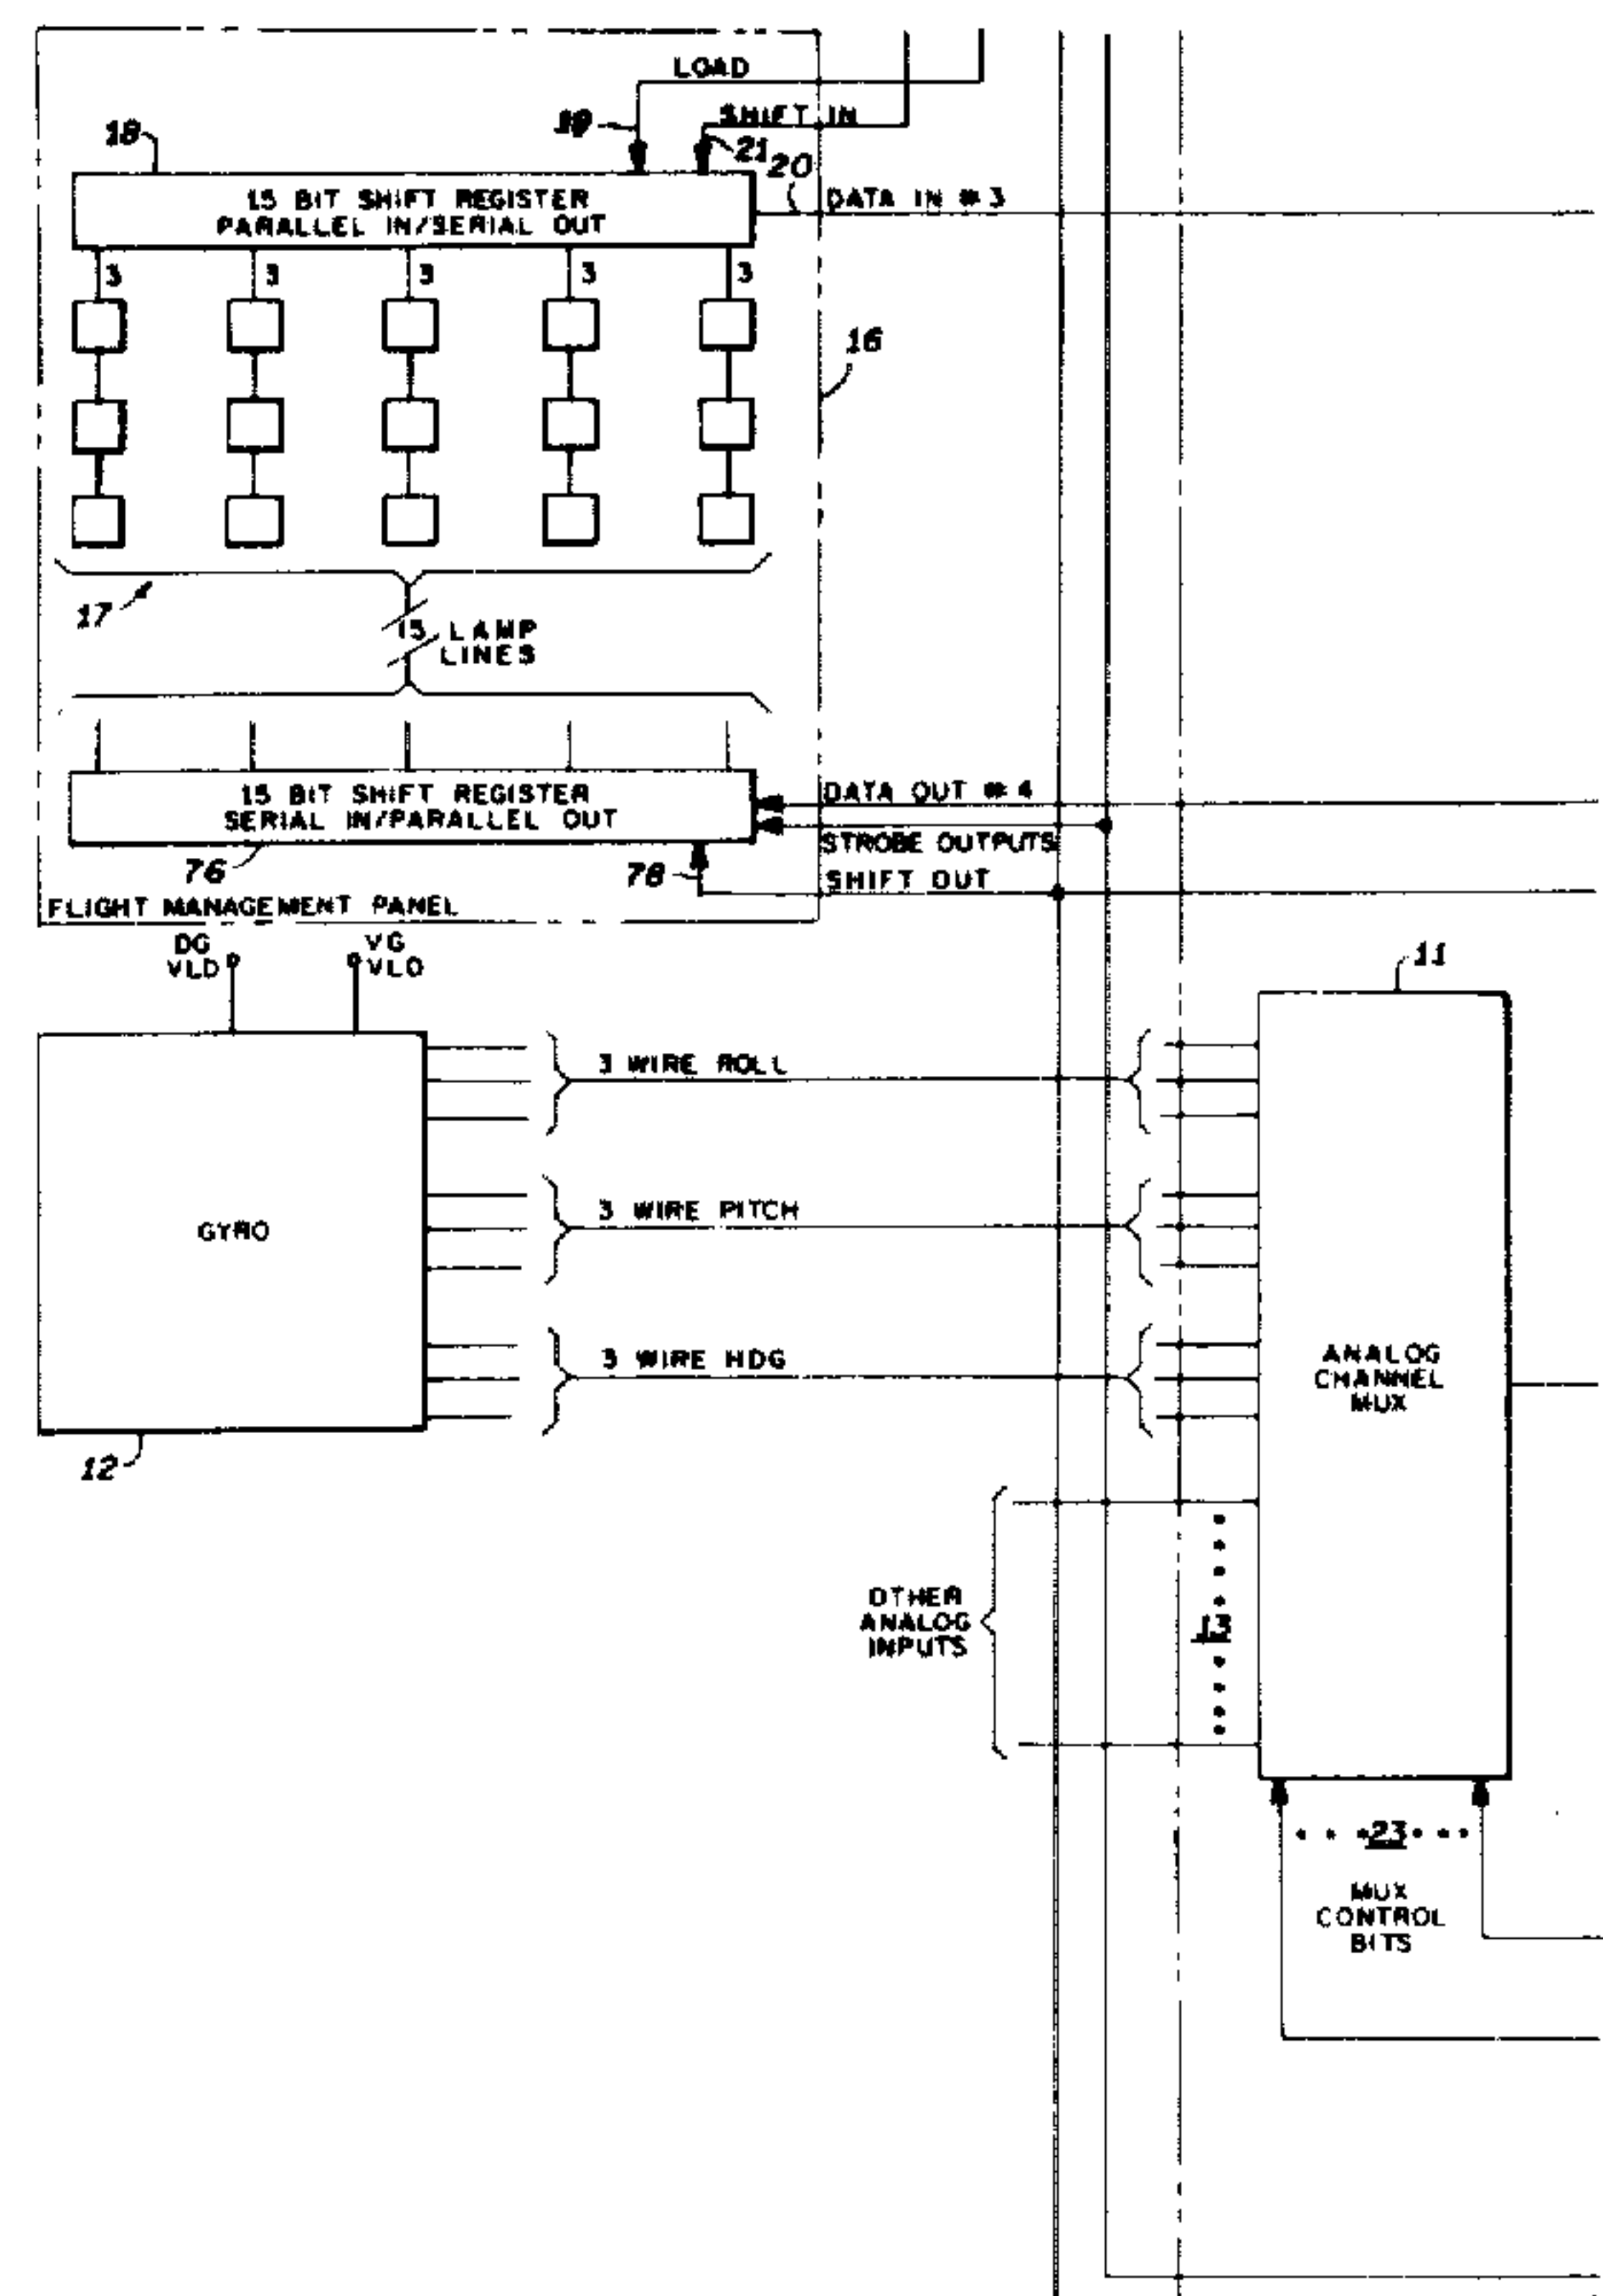 LOAD
19
SHIFT IN
18
21
20
15 BIT SHIFT REGISTER
PARALLEL IN/SERIAL OUT
DATA IN #3
3 3 3 3 3
16
17
15 LAMP
LINES
15 BIT SHIFT REGISTER
SERIAL IN/PARALLEL OUT
DATA OUT #4
STROBE OUTPUTS
76
78
SHIFT OUT
FLIGHT MANAGEMENT PANEL
DG
VLD
VG
VLD
11
3 WIRE ROLL
3 WIRE PITCH
GYRO
3 WIRE HDG
ANALOG
CHANNEL
MUX
12
OTHER
ANALOG
INPUTS
13
23
MUX
CONTROL
BITS